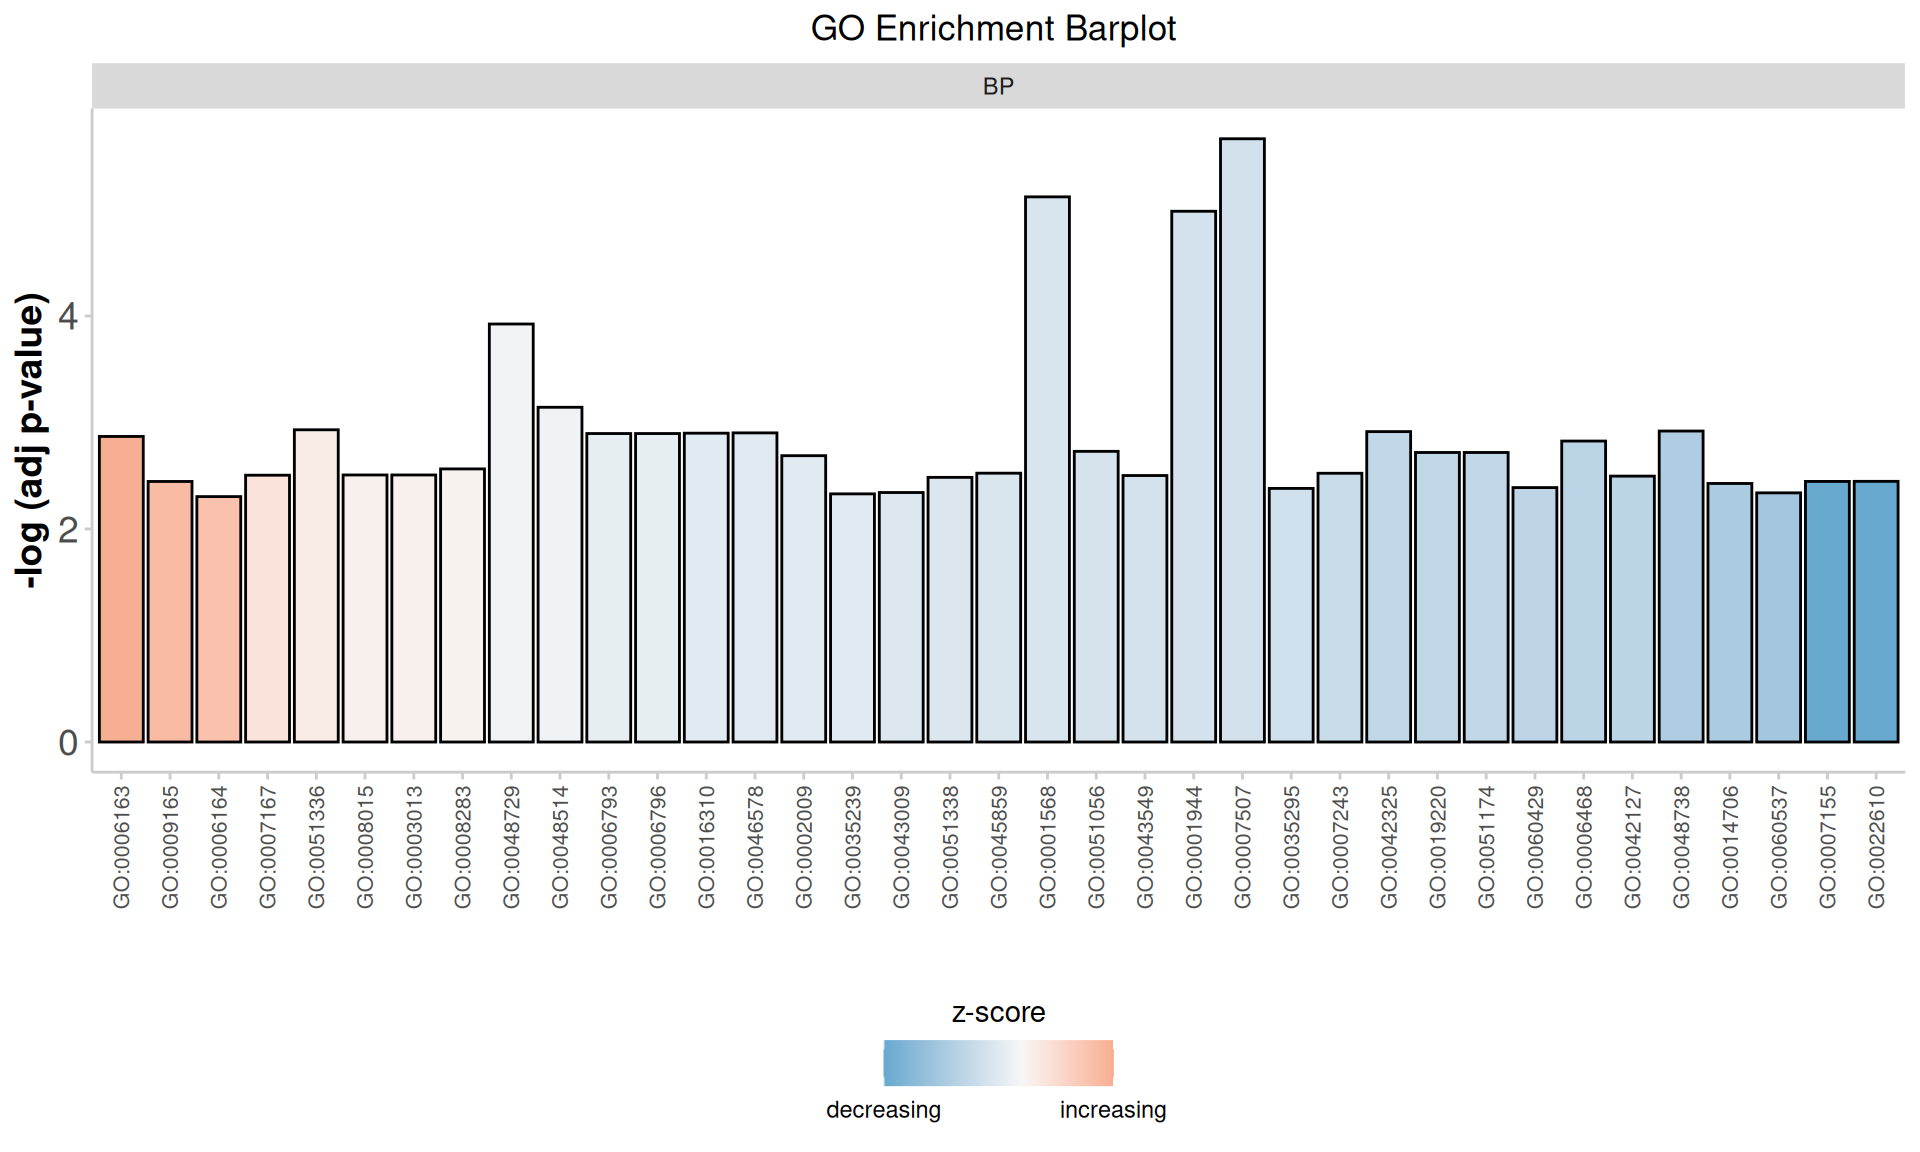 GO Enrichment Barplot
BP
-log (adj p-value)
4
2
0
GO:0006163
GO:0009165
GO:0006164
GO:0007167
GO:0051336
GO:0008015
GO:0003013
GO:0008283
GO:0048729
GO:0048514
GO:0006793
GO:0006796
GO:0016310
GO:0046578
GO:0002009
GO:0035239
GO:0043009
GO:0051338
GO:0045859
GO:0001568
GO:0051056
GO:0043549
GO:0001944
GO:0007507
GO:0035295
GO:0007243
GO:0042325
GO:0019220
GO:0051174
GO:0060429
GO:0006468
GO:0042127
GO:0048738
GO:0014706
GO:0060537
GO:0007155
GO:0022610
z-score
decreasing
increasing